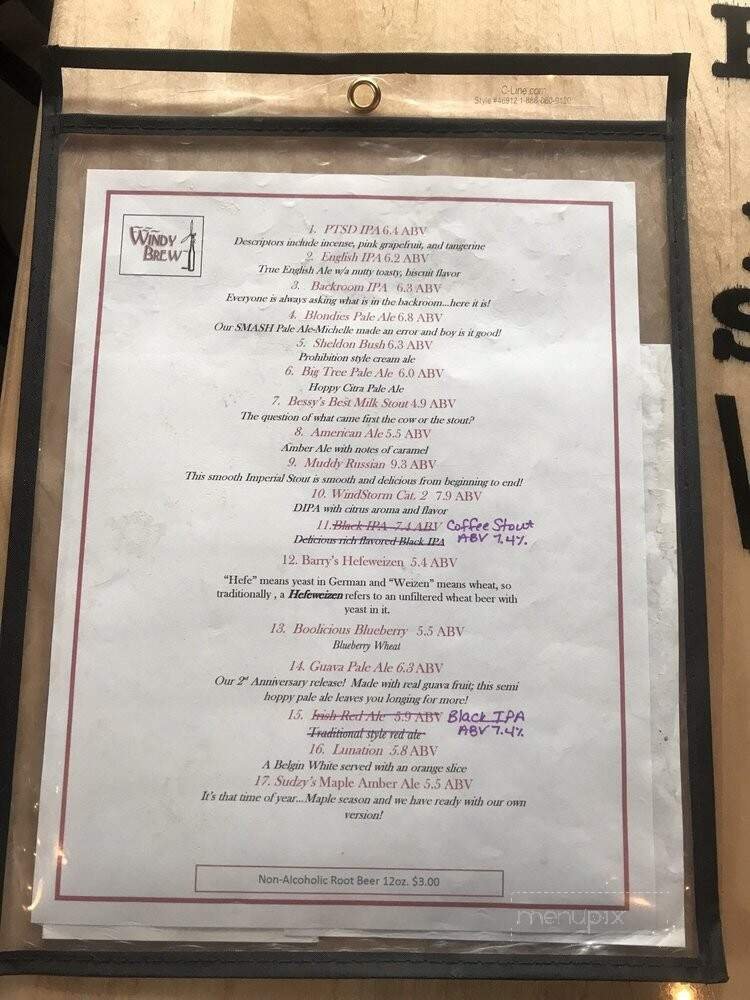 C-Line.com
Style #46912 1-888-860-9120
WINDY
BREW
1. PTSD IPA 6.4 ABV
Descriptors include incense, pink grapefruit, and tangerine
2. English IPA 6.2 ABV
True English Ale w/a nutty toasty, biscuit flavor
3. Backroom IPA 6.3 ABV
Everyone is always asking what is in the backroom...here it is!
4. Blondies Pale Ale 6.8 ABV
Our SMASH Pale Ale-Michelle made an error and boy is it good!
5. Sheldon Bush 6.3 ABV
Prohibition style cream ale
6. Big Tree Pale Ale 6.0 ABV
Hoppy Citra Pale Ale
7. Bessy's Best Milk Stout 4.9 ABV
The question of what came first the cow or the stout?
8. American Ale 5.5 ABV
Amber Ale with notes of caramel
9. Muddy Russian 9.3 ABV
This smooth Imperial Stout is smooth and delicious from beginning to end!
10. WindStorm Cat. 2 7.9 ABV
DIPA with citrus aroma and flavor
11. Black IPA 7.4 ABV Coffee Stout
Delicious rich flavored Black IPA ABV 7.4%.
12. Barry's Hefeweizen 5.4 ABV
"Hefe" means yeast in German and "Weizen" means wheat, so
traditionally , a Hefeweizen refers to an unfiltered wheat beer with
yeast in it.
13. Boolicious Blueberry 5.5 ABV
Blueberry Wheat
14. Guava Pale Ale 6.3 ABV
Our 2nd Anniversary release! Made with real guava fruit; this semi
hoppy pale ale leaves you longing for more!
15. Irish Red Ale 5.9 ABV Black IPA
Traditional style red ale ABV 7.4%
16. Lunation 5.8 ABV
A Belgin White served with an orange slice
17. Sudzy's Maple Amber Ale 5.5 ABV
It's that time of year...Maple season and we have ready with our own
version!
Non-Alcoholic Root Beer 12oz. $3.00
menupix